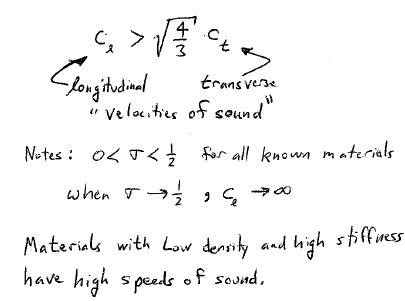 C_ℓ > √(4/3) · C_t
longitudinal transverse
"velocities of sound"
Notes: 0 < σ < 1/2 for all known materials
when σ → 1/2, C_ℓ → ∞
Materials with Low density and high stiffness
have high speeds of sound.